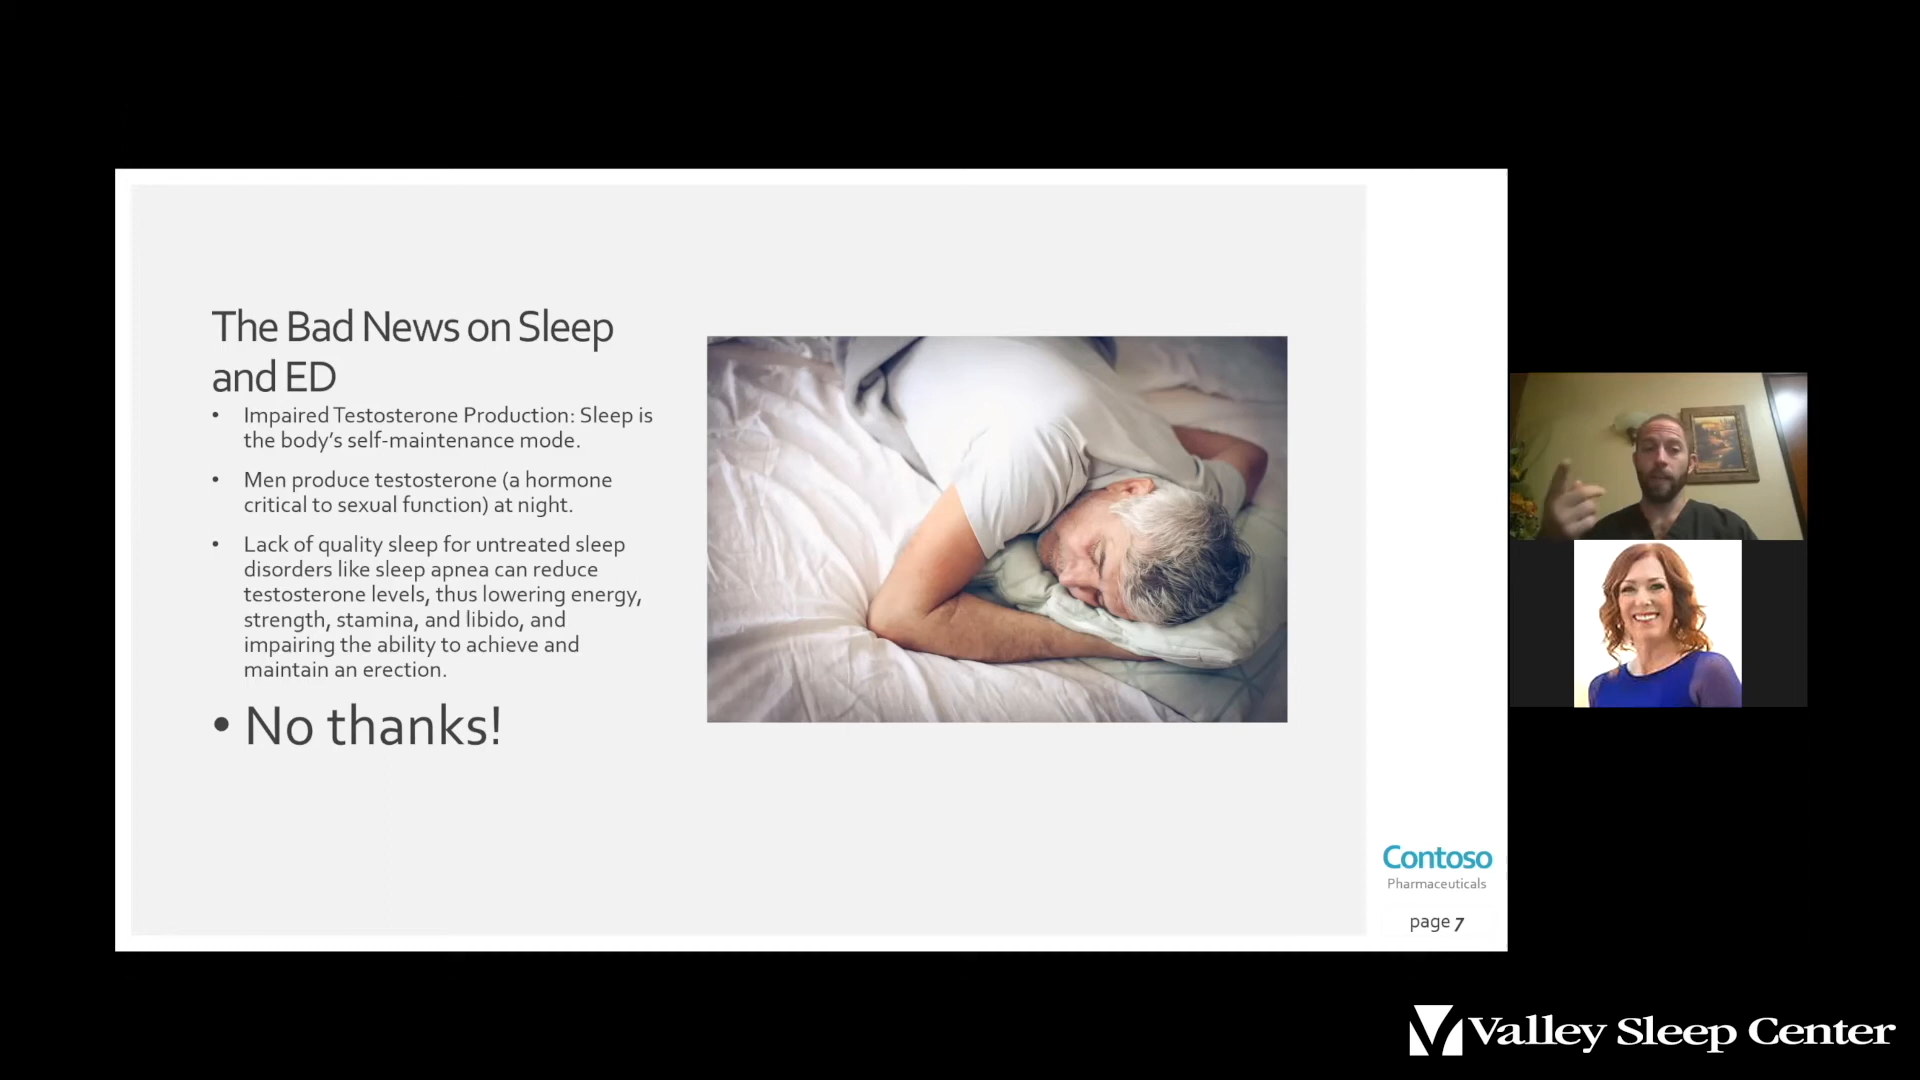 The Bad News on Sleep
and ED
• Impaired Testosterone Production: Sleep is
the body’s self-maintenance mode.
• Men produce testosterone (a hormone
critical to sexual function) at night.
• Lack of quality sleep for untreated sleep
disorders like sleep apnea can reduce
testosterone levels, thus lowering energy,
strength, stamina, and libido, and
impairing the ability to achieve and
maintain an erection.
• No thanks!
Contoso
Pharmaceuticals
page 7
Valley Sleep Center